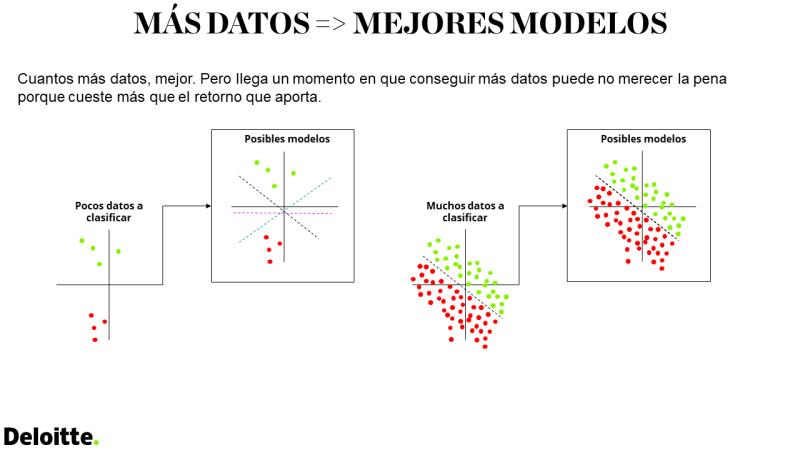 MÁS DATOS => MEJORES MODELOS
Cuantos más datos, mejor. Pero llega un momento en que conseguir más datos puede no merecer la pena
porque cueste más que el retorno que aporta.
Posibles modelos
Pocos datos a
clasificar
Posibles modelos
Muchos datos a
clasificar
Deloitte.